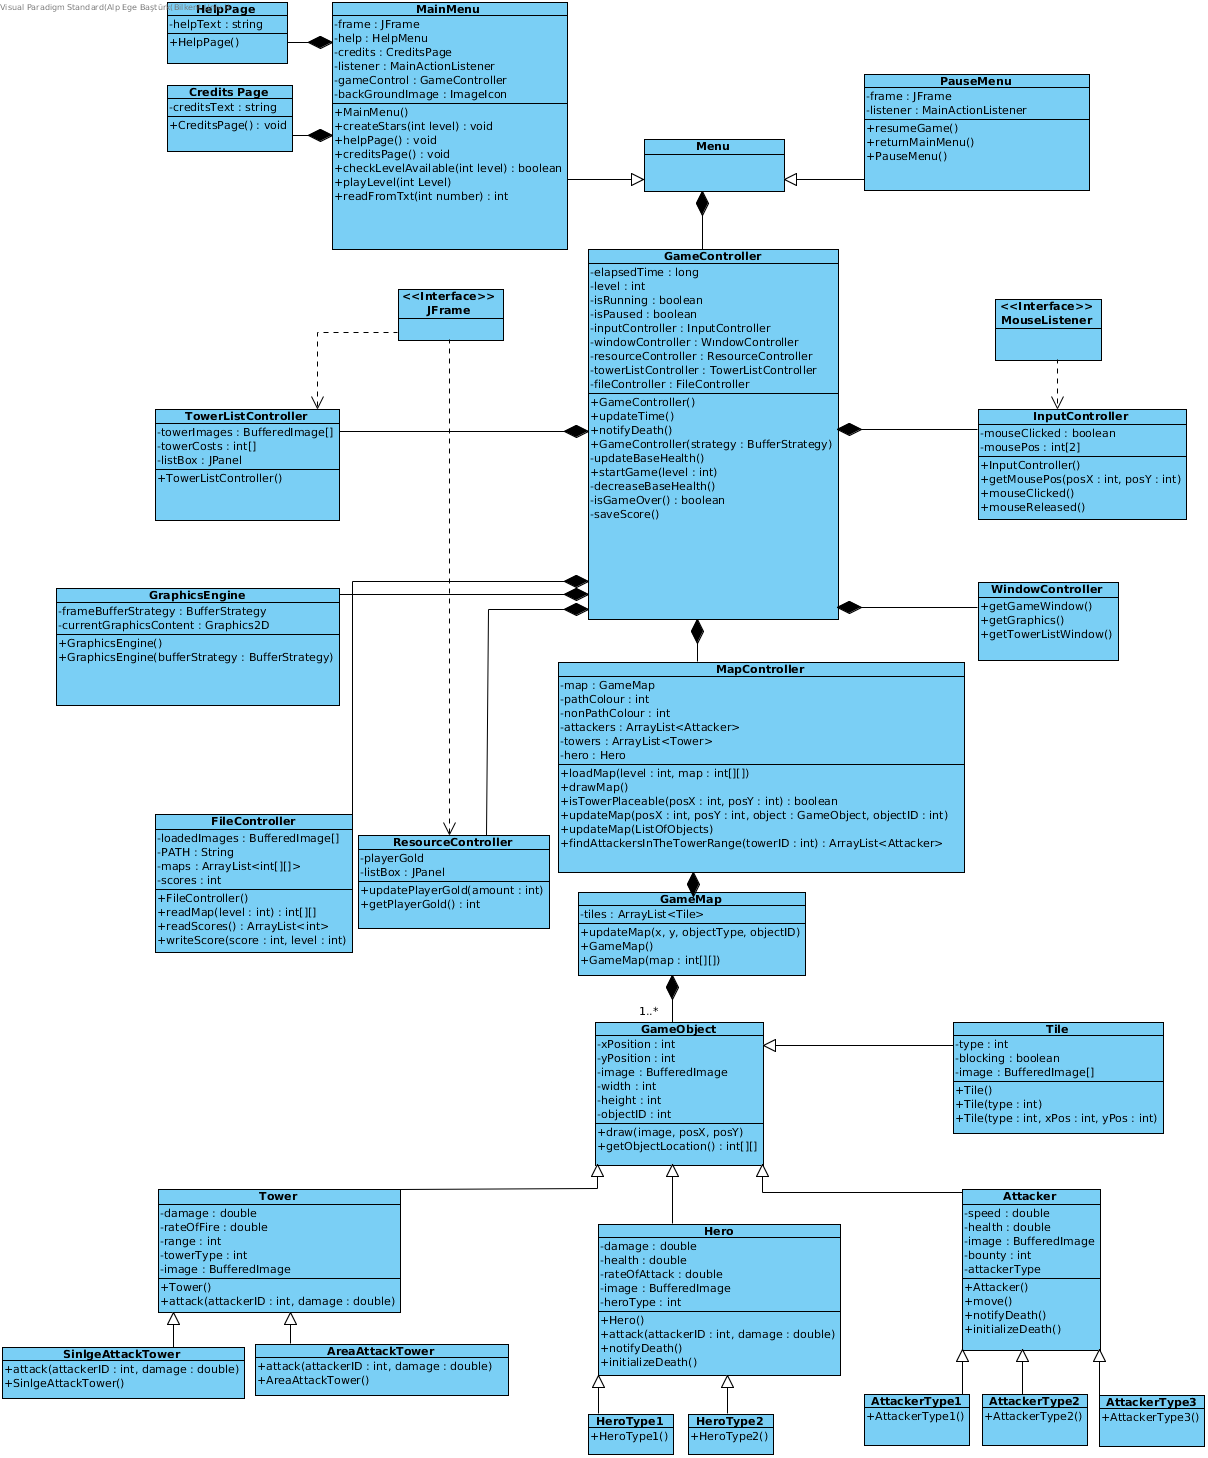 Visual Paradigm Standard(Alp Ege Baştürk(Bilken
HelpPage
-helpText : string
+HelpPage()
Credits Page
-creditsText : string
+CreditsPage() : void
MainMenu
-frame : JFrame
-help : HelpMenu
-credits : CreditsPage
-listener : MainActionListener
-gameControl : GameController
-backGroundImage : ImageIcon
+MainMenu()
+createStars(int level) : void
+helpPage() : void
+creditsPage() : void
+checkLevelAvailable(int level) : boolean
+playLevel(int Level)
+readFromTxt(int number) : int
Menu
PauseMenu
-frame : JFrame
-listener : MainActionListener
+resumeGame()
+returnMainMenu()
+PauseMenu()
GameController
-elapsedTime : long
-level : int
-isRunning : boolean
-isPaused : boolean
-inputController : InputController
-windowController : WindowController
-resourceController : ResourceController
-towerListController : TowerListController
-fileController : FileController
+GameController()
+updateTime()
+notifyDeath()
+GameController(strategy : BufferStrategy)
-updateBaseHealth()
+startGame(level : int)
-decreaseBaseHealth()
-isGameOver() : boolean
-saveScore()
<<Interface>>
JFrame
<<Interface>>
MouseListener
TowerListController
-towerImages : BufferedImage[]
-towerCosts : int[]
-listBox : JPanel
+TowerListController()
InputController
-mouseClicked : boolean
-mousePos : int[2]
+InputController()
+getMousePos(posX : int, posY : int)
+mouseClicked()
+mouseReleased()
GraphicsEngine
-frameBufferStrategy : BufferStrategy
-currentGraphicsContent : Graphics2D
+GraphicsEngine()
+GraphicsEngine(bufferStrategy : BufferStrategy)
WindowController
+getGameWindow()
+getGraphics()
+getTowerListWindow()
MapController
-map : GameMap
-pathColour : int
-nonPathColour : int
-attackers : ArrayList<Attacker>
-towers : ArrayList<Tower>
-hero : Hero
+loadMap(level : int, map : int[][])
+drawMap()
+isTowerPlaceable(posX : int, posY : int) : boolean
+updateMap(posX : int, posY : int, object : GameObject, objectID : int)
+updateMap(ListOfObjects)
+findAttackersInTheTowerRange(towerID : int) : ArrayList<Attacker>
FileController
-loadedImages : BufferedImage[]
-PATH : String
-maps : ArrayList<int[][]>
-scores : int
+FileController()
+readMap(level : int) : int[][]
+readScores() : ArrayList<int>
+writeScore(score : int, level : int)
ResourceController
-playerGold
-listBox : JPanel
+updatePlayerGold(amount : int)
+getPlayerGold() : int
GameMap
-tiles : ArrayList<Tile>
+updateMap(x, y, objectType, objectID)
+GameMap()
+GameMap(map : int[][])
1..*
GameObject
-xPosition : int
-yPosition : int
-image : BufferedImage
-width : int
-height : int
-objectID : int
+draw(image, posX, posY)
+getObjectLocation() : int[][]
Tile
-type : int
-blocking : boolean
-image : BufferedImage[]
+Tile()
+Tile(type : int)
+Tile(type : int, xPos : int, yPos : int)
Tower
-damage : double
-rateOfFire : double
-range : int
-towerType : int
-image : BufferedImage
+Tower()
+attack(attackerID : int, damage : double)
Hero
-damage : double
-health : double
-rateOfAttack : double
-image : BufferedImage
-heroType : int
+Hero()
+attack(attackerID : int, damage : double)
+notifyDeath()
+initializeDeath()
Attacker
-speed : double
-health : double
-image : BufferedImage
-bounty : int
-attackerType
+Attacker()
+move()
+notifyDeath()
+initializeDeath()
SinlgeAttackTower
+attack(attackerID : int, damage : double)
+SinlgeAttackTower()
AreaAttackTower
+attack(attackerID : int, damage : double)
+AreaAttackTower()
HeroType1
+HeroType1()
HeroType2
+HeroType2()
AttackerType1
+AttackerType1()
AttackerType2
+AttackerType2()
AttackerType3
+AttackerType3()